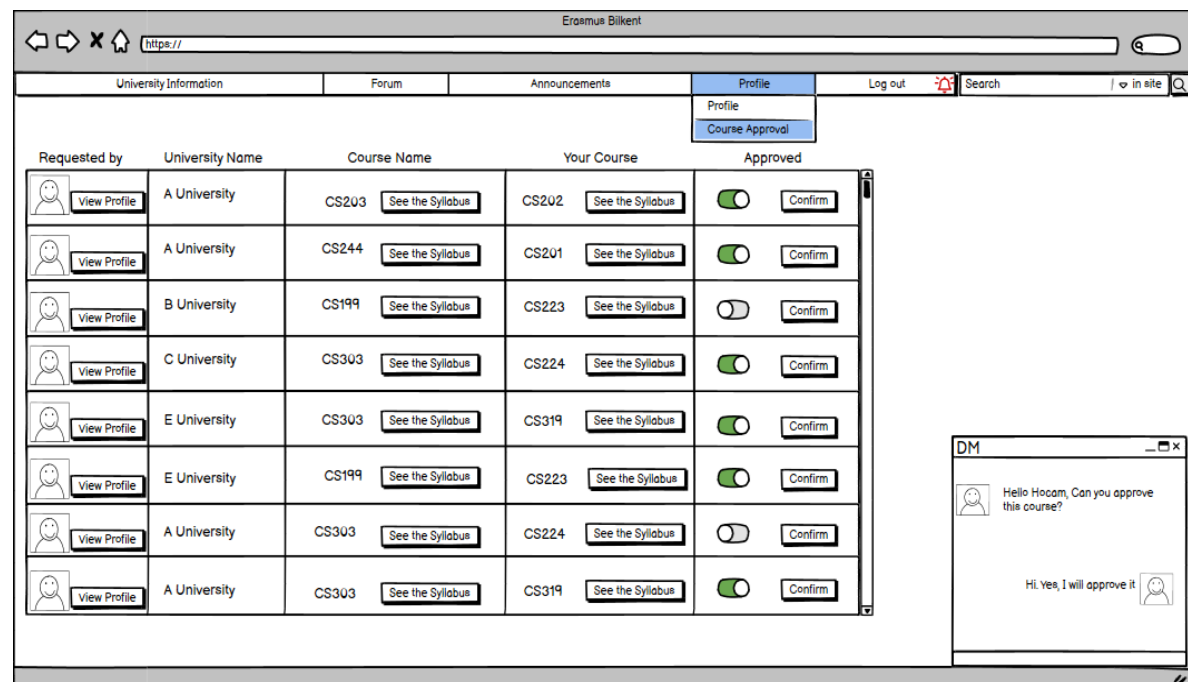 Erasmus Bilkent
https://
University Information Forum Announcements Profile Log out Search in site
Profile
Course Approval
Requested by University Name Course Name Your Course Approved
View Profile A University CS203 See the Syllabus CS202 See the Syllabus Confirm
View Profile A University CS244 See the Syllabus CS201 See the Syllabus Confirm
View Profile B University CS199 See the Syllabus CS223 See the Syllabus Confirm
View Profile C University CS303 See the Syllabus CS224 See the Syllabus Confirm
View Profile E University CS303 See the Syllabus CS319 See the Syllabus Confirm
View Profile E University CS199 See the Syllabus CS223 See the Syllabus Confirm
View Profile A University CS303 See the Syllabus CS224 See the Syllabus Confirm
View Profile A University CS303 See the Syllabus CS319 See the Syllabus Confirm
DM
Hello Hocam, Can you approve
this course?
Hi. Yes, I will approve it